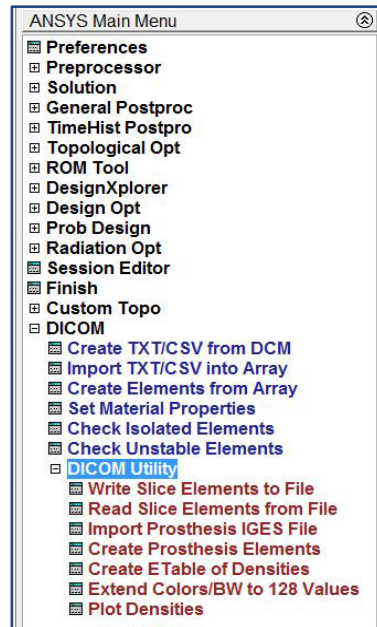 ANSYS Main Menu
Preferences
Preprocessor
Solution
General Postproc
TimeHist Postpro
Topological Opt
ROM Tool
DesignXplorer
Design Opt
Prob Design
Radiation Opt
Session Editor
Finish
Custom Topo
DICOM
Create TXT/CSV from DCM
Import TXT/CSV into Array
Create Elements from Array
Set Material Properties
Check Isolated Elements
Check Unstable Elements
DICOM Utility
Write Slice Elements to File
Read Slice Elements from File
Import Prosthesis IGES File
Create Prosthesis Elements
Create ETable of Densities
Extend Colors/BW to 128 Values
Plot Densities